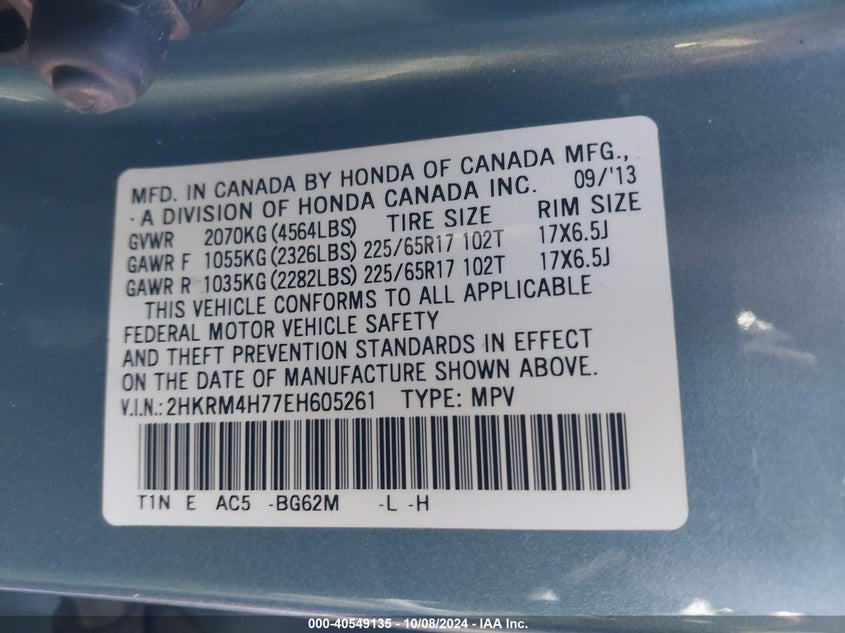 MFD. IN CANADA BY HONDA OF CANADA MFG.,
A DIVISION OF HONDA CANADA INC. 09/'13
GVWR 2070KG (4564LBS) TIRE SIZE RIM SIZE
GAWR F 1055KG (2326LBS) 225/65R17 102T 17X6.5J
GAWR R 1035KG (2282LBS) 225/65R17 102T 17X6.5J
THIS VEHICLE CONFORMS TO ALL APPLICABLE
FEDERAL MOTOR VEHICLE SAFETY
AND THEFT PREVENTION STANDARDS IN EFFECT
ON THE DATE OF MANUFACTURE SHOWN ABOVE.
V.I.N.: 2HKRM4H77EH605261 TYPE: MPV
T1N E AC5 -BG62M -L -H
000-40549135 - 10/08/2024 - IAA Inc.